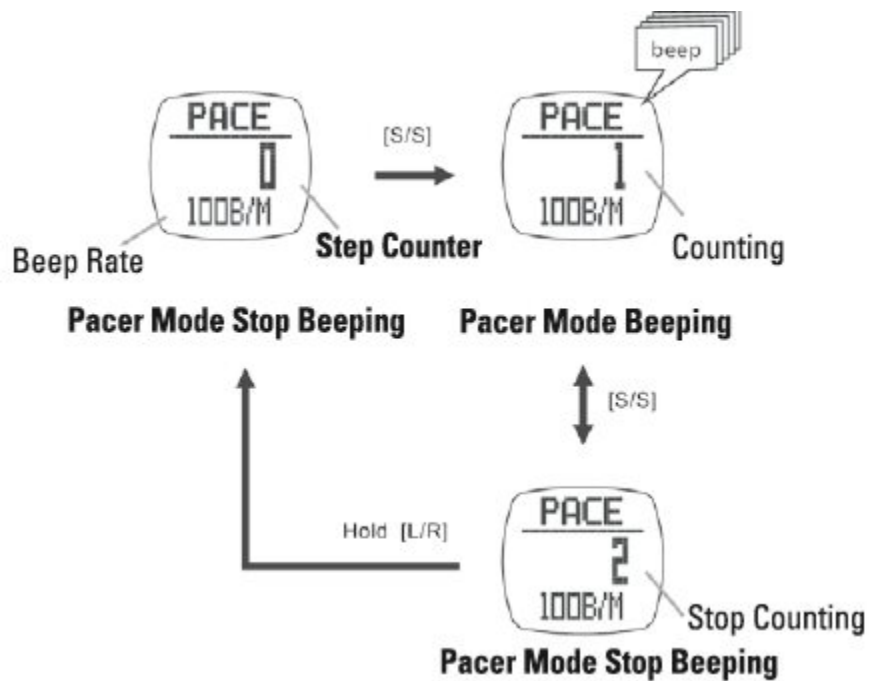 beep
PACE
0
100B/M
[S/S]
PACE
1
100B/M
Beep Rate
Step Counter
Counting
Pacer Mode Stop Beeping
Pacer Mode Beeping
[S/S]
Hold [L/R]
PACE
2
100B/M
Stop Counting
Pacer Mode Stop Beeping